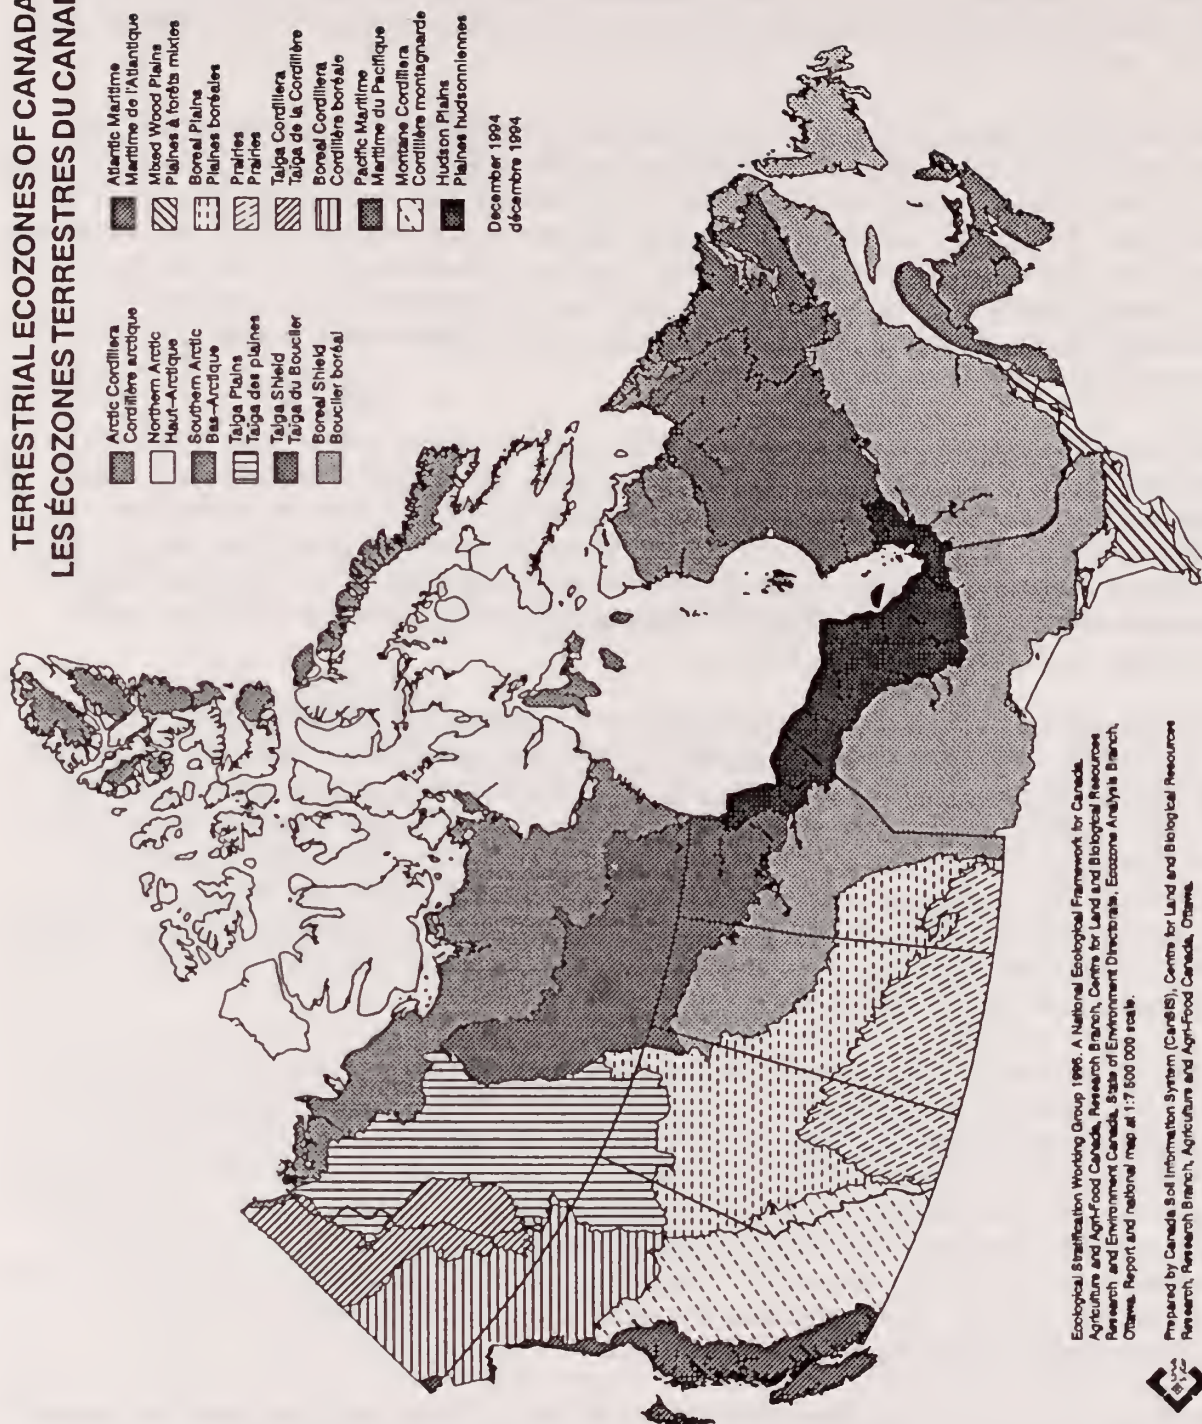 TERRESTRIAL ECOZONES OF CANADA
LES ÉCOZONES TERRESTRES DU
Arctic Cordillera
Cordillère arctique
Northern Arctic
Haut-Arctique
Southern Arctic
Bas-Arctique
Taiga Plains
Taïga des plaines
Taiga Shield
Taïga du Bouclier
Boreal Shield
Bouclier boréal
Atlantic Maritime
Maritime de l'Atlantique
Mixed Wood Plains
Plaines à forêts mixtes
Boreal Plains
Plaines boréales
Prairies
Prairies
Taiga Cordillera
Taïga de la Cordillère
Boreal Cordillera
Cordillère boréale
Pacific Maritime
Maritime du Pacifique
Montane Cordillera
Cordillère montagnarde
Hudson Plains
Plaines hudsonniennes
December 1994
décembre 1994
Ecological Stratification Working Group 1995. A National Ecological Framework for Canada.
Agriculture and Agri-Food Canada, Research Branch, Centre for Land and Biological Resources
Research and Environment Canada, State of Environment Directorate, Ecozone Analysis Branch,
Ottawa. Report and national map at 1:7 500 000 scale.
Prepared by Canada Soil Information System (CanSIS), Centre for Land and Biological Resources
Research, Research Branch, Agriculture and Agri-Food Canada, Ottawa.